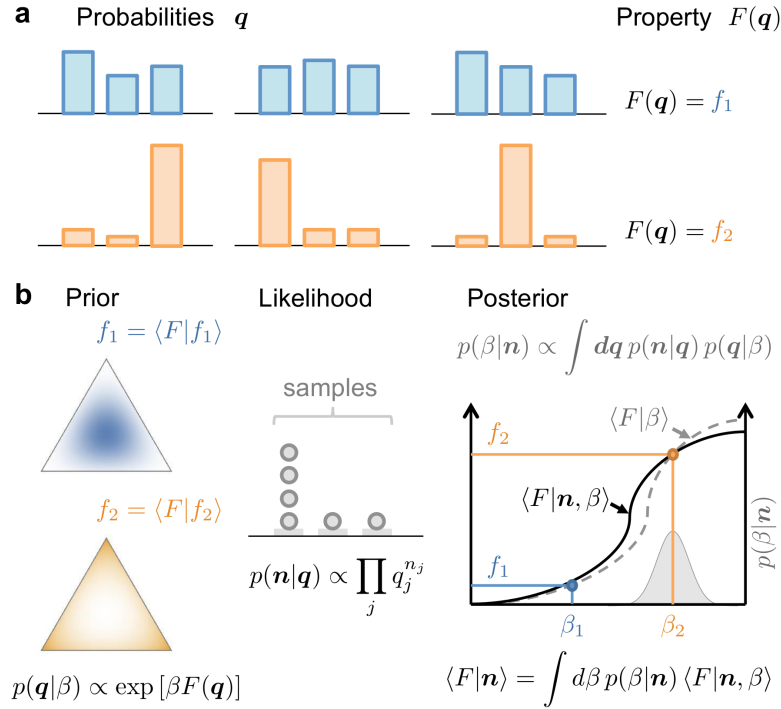 a
Probabilities q
Property F(q)
F(q) = f₁
F(q) = f₂
b
Prior
Likelihood
Posterior
f₁ = ⟨F|f₁⟩
p(β|n) ∝ ∫ dq p(n|q) p(q|β)
samples
⟨F|β⟩
f₂
f₂ = ⟨F|f₂⟩
⟨F|n, β⟩
p(β|n)
p(n|q) ∝ ∏ⱼ qⱼ^{nⱼ}
f₁
β₁
β₂
p(q|β) ∝ exp [βF(q)]
⟨F|n⟩ = ∫ dβ p(β|n) ⟨F|n, β⟩